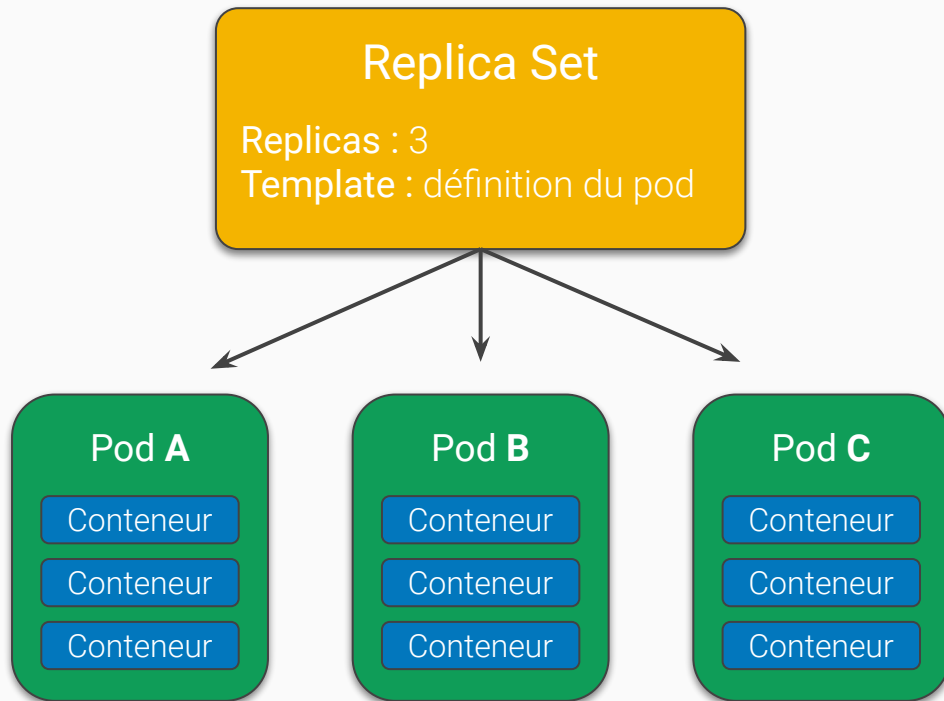 Replica Set
Replicas : 3
Template : définition du pod
Pod A
Conteneur
Conteneur
Conteneur
Pod B
Conteneur
Conteneur
Conteneur
Pod C
Conteneur
Conteneur
Conteneur